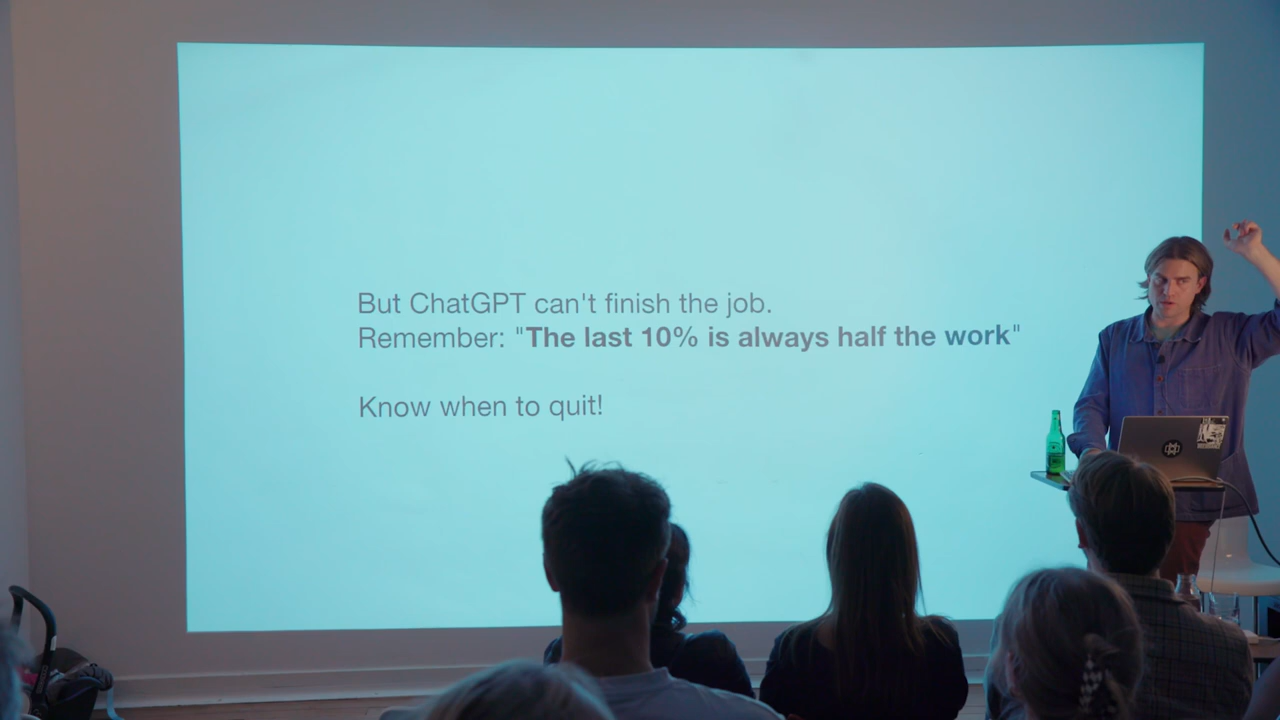 But ChatGPT can't finish the job.
Remember: "The last 10% is always half the work"
Know when to quit!